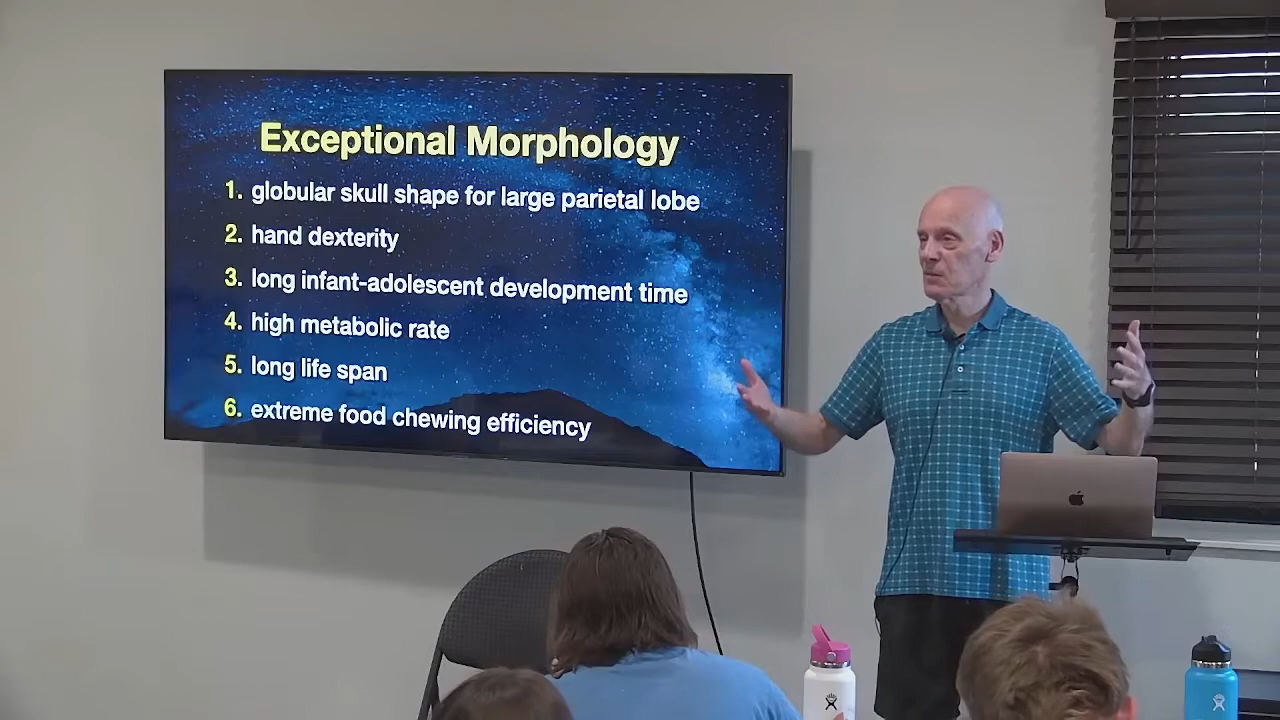 Exceptional Morphology
1. globular skull shape for large parietal lobe
2. hand dexterity
3. long infant-adolescent development time
4. high metabolic rate
5. long life span
6. extreme food chewing efficiency